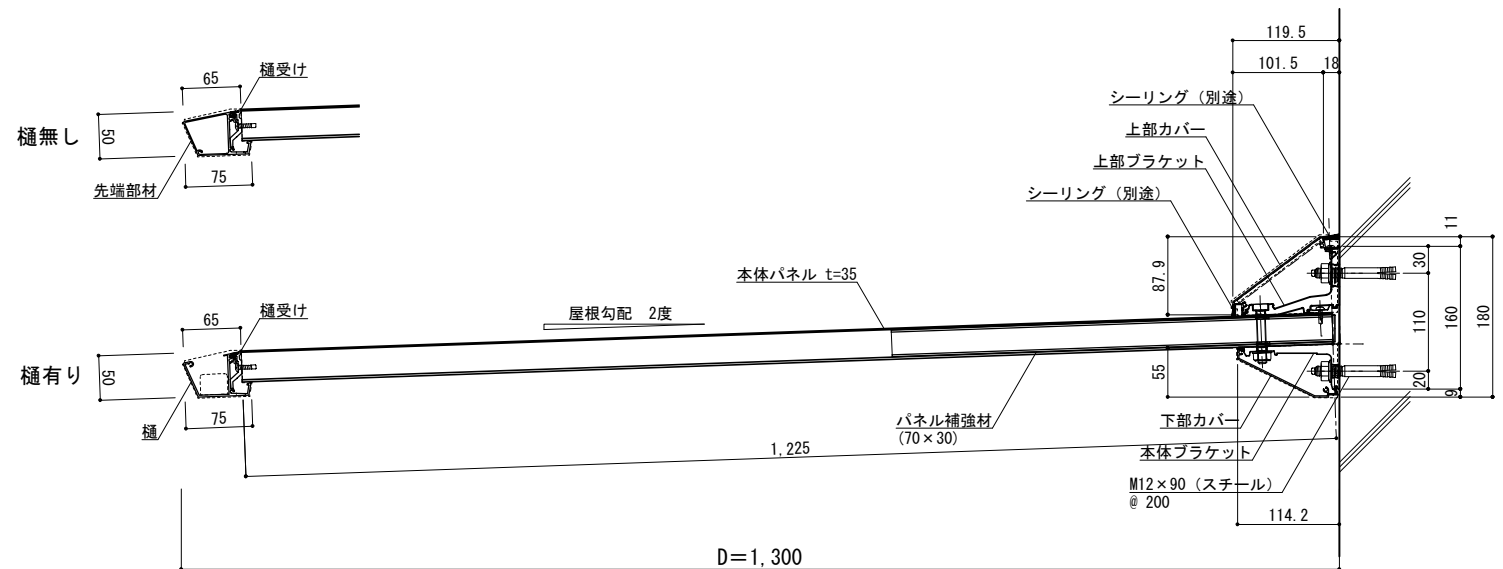 119.5
101.5
18
65
樋受け
シーリング（別途）
樋無し
50
上部カバー
上部ブラケット
75
先端部材
シーリング（別途）
11
30
87.9
本体パネル t=35
屋根勾配 2度
65
樋受け
110
160
180
樋有り
50
55
20
9
75
樋
パネル補強材
(70×30)
下部カバー
1,225
本体ブラケット
M12×90（スチール）
@ 200
114.2
D＝1,300